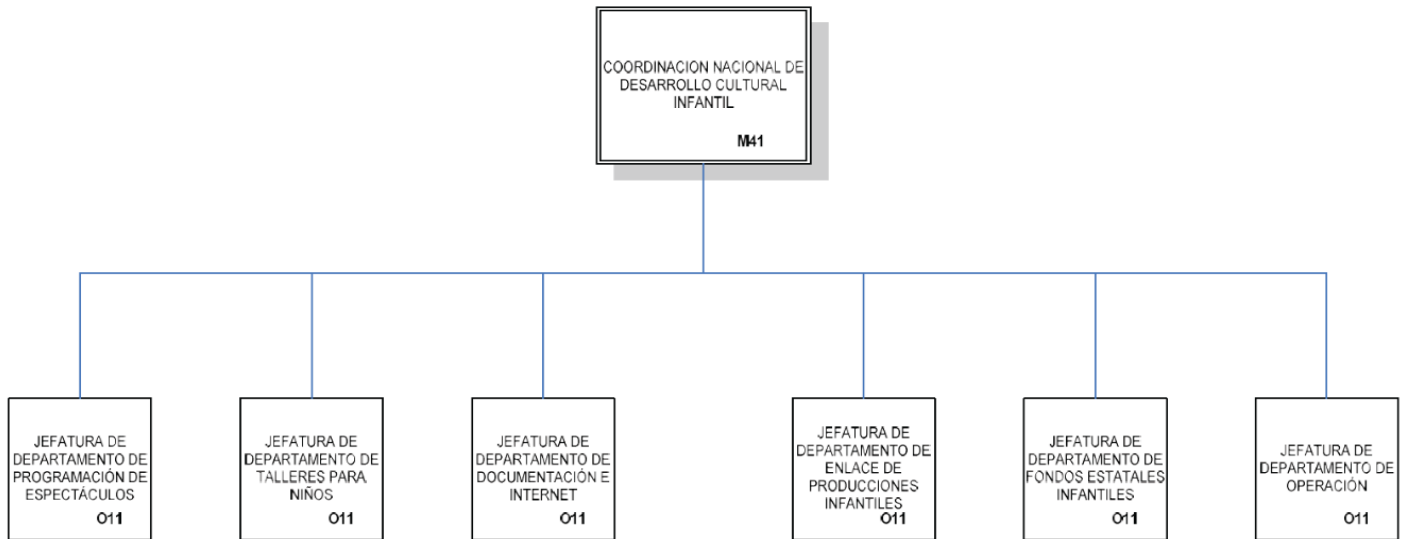 COORDINACION NACIONAL DE
DESARROLLO CULTURAL
INFANTIL
M41
JEFATURA DE
DEPARTAMENTO DE
PROGRAMACIÓN DE
ESPECTÁCULOS
O11
JEFATURA DE
DEPARTAMENTO DE
TALLERES PARA
NIÑOS
O11
JEFATURA DE
DEPARTAMENTO DE
DOCUMENTACIÓN E
INTERNET
O11
JEFATURA DE
DEPARTAMENTO DE
ENLACE DE
PRODUCCIONES
INFANTILES
O11
JEFATURA DE
DEPARTAMENTO DE
FONDOS ESTATALES
INFANTILES
O11
JEFATURA DE
DEPARTAMENTO DE
OPERACIÓN
O11